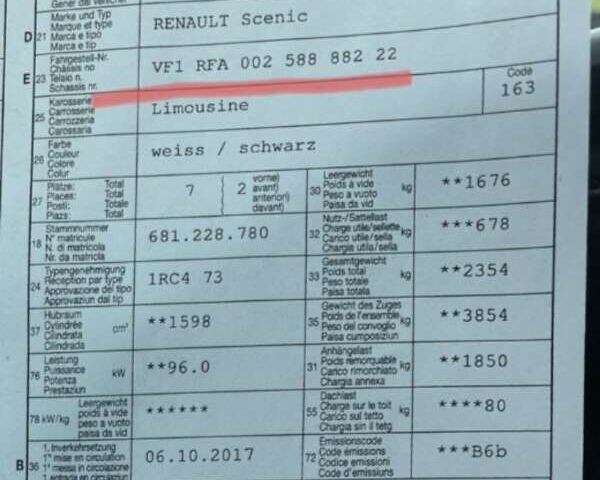 Marke und Typ
Marque et type
D 21 Marca e tipo
Marca e tip
RENAULT Scenic
Fahrgestell-Nr.
Châssis no
E 23 Telaio n.
Schassis nr.
VF1 RFA 002 588 882 22
Karosserie
25 Carrosserie
Carrozzeria
Carossaria
Limousine
Code
163
Farbe
26 Couleur
Colore
Colur
weiss / schwarz
Plätze: Total
27 Places: Total
Posti: Totale
Plazs: Total
7
2
vorne)
avant)
anteriori)
davant)
Leergewicht
30 Poids à vide kg
Peso a vuoto
Paisa da vid
**1676
Stammnummer
18 N° matricule
N. di matricola
Nr. da matricla
681.228.780
Nutz-/Sattellast
32 Charge utile/sellette kg
Carico utile/sella
Chargia utila/sella
***678
Typengenehmigung
24 Réception par type
Approvazione del tipo
Approvaziun dal tip
1RC4 73
Gesamtgewicht
33 Poids total kg
Peso totale
Paisa totala
**2354
Hubraum
37 Cylindrée cm³
Cilindrata
Cilindrada
**1598
Gewicht des Zuges
35 Poids de l'ensemble kg
Peso del convoglio
Paisa cumposiziun
**3854
Leistung
76 Puissance kW
Potenza
Prestaziun
**96.0
Anhängelast
31 Poids remorquable kg
Carico rimorchiato
Chargia annexa
**1850
Leergewicht
78 kW/kg poids à vide
peso a vuoto
paisa da vid
******
Dachlast
55 Charge sur le toit kg
Carico sul tetto
Chargia sin il tetg
****80
1. Inverkehrsetzung
B 36 1re mise en circulation
1a messa in circolazione
1. entrada en circulaziun
06.10.2017
Emissionscode
72 Code émissions
Codice emissioni
Code d'emissiuns
***B6b